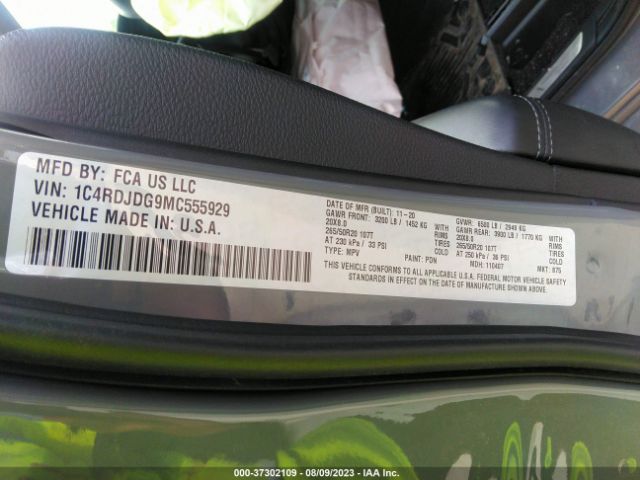 MFD BY: FCA US LLC
VIN: 1C4RDJDG9MC555929
VEHICLE MADE IN: U.S.A.
DATE OF MFR (BUILT): 11-20 GVWR: 6500 LB / 2948 KG
GAWR FRONT: 3200 LB / 1452 KG WITH GAWR REAR: 3900 LB / 1770 KG WITH
20X8.0 RIMS 20X8.0 RIMS
265/50R20 107T TIRES 265/50R20 107T TIRES
AT 230 kPa / 33 PSI COLD AT 250 kPa / 36 PSI COLD
TYPE: MPV PAINT: PDN MDH: 110407 MKT: 875
THIS VEHICLE CONFORMS TO ALL APPLICABLE U.S.A. FEDERAL MOTOR VEHICLE SAFETY
STANDARDS IN EFFECT ON THE DATE OF MANUFACTURE SHOWN ABOVE.
000-37302109 - 08/09/2023 - IAA Inc.